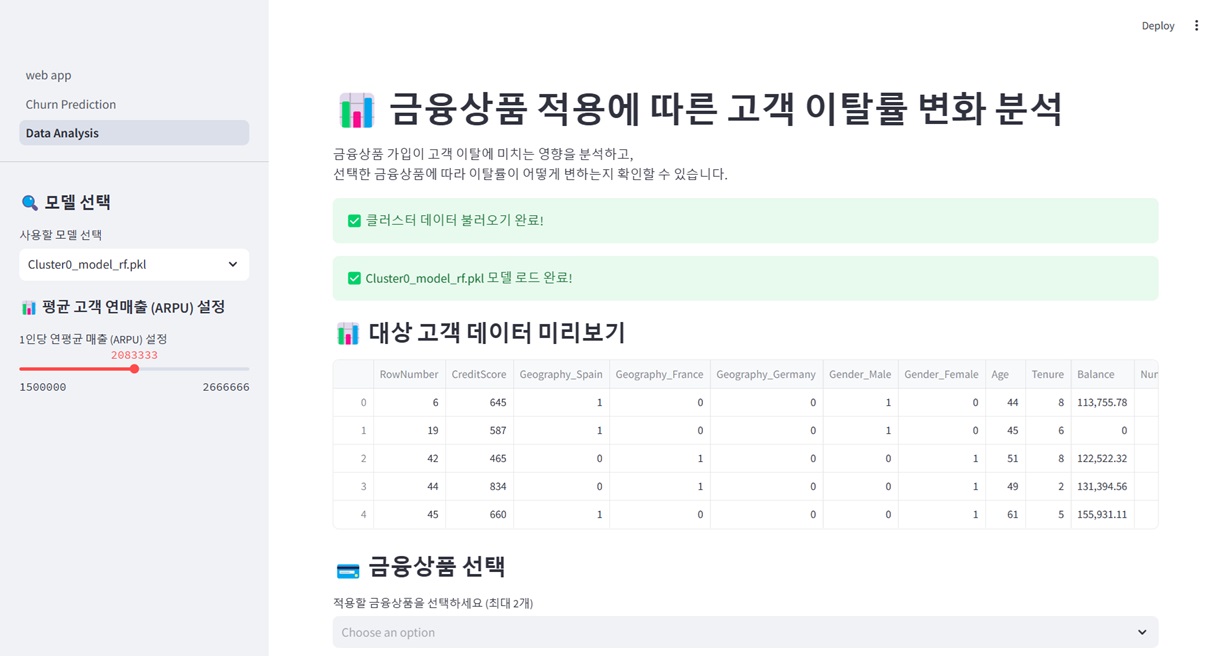 Deploy
web app
Churn Prediction
Data Analysis
모델 선택
사용할 모델 선택
Cluster0_model_rf.pkl
평균 고객 연매출 (ARPU) 설정
1인당 연평균 매출 (ARPU) 설정
2083333
1500000 2666666
금융상품 적용에 따른 고객 이탈률 변화 분석
금융상품 가입이 고객 이탈에 미치는 영향을 분석하고,
선택한 금융상품에 따라 이탈률이 어떻게 변하는지 확인할 수 있습니다.
클러스터 데이터 불러오기 완료!
Cluster0_model_rf.pkl 모델 로드 완료!
대상 고객 데이터 미리보기
RowNumber CreditScore Geography_Spain Geography_France Geography_Germany Gender_Male Gender_Female Age Tenure Balance Nur
0 6 645 1 0 0 1 0 44 8 113,755.78
1 19 587 1 0 0 1 0 45 6 0
2 42 465 0 1 0 0 1 51 8 122,522.32
3 44 834 0 1 0 0 1 49 2 131,394.56
4 45 660 1 0 0 0 1 61 5 155,931.11
금융상품 선택
적용할 금융상품을 선택하세요 (최대 2개)
Choose an option